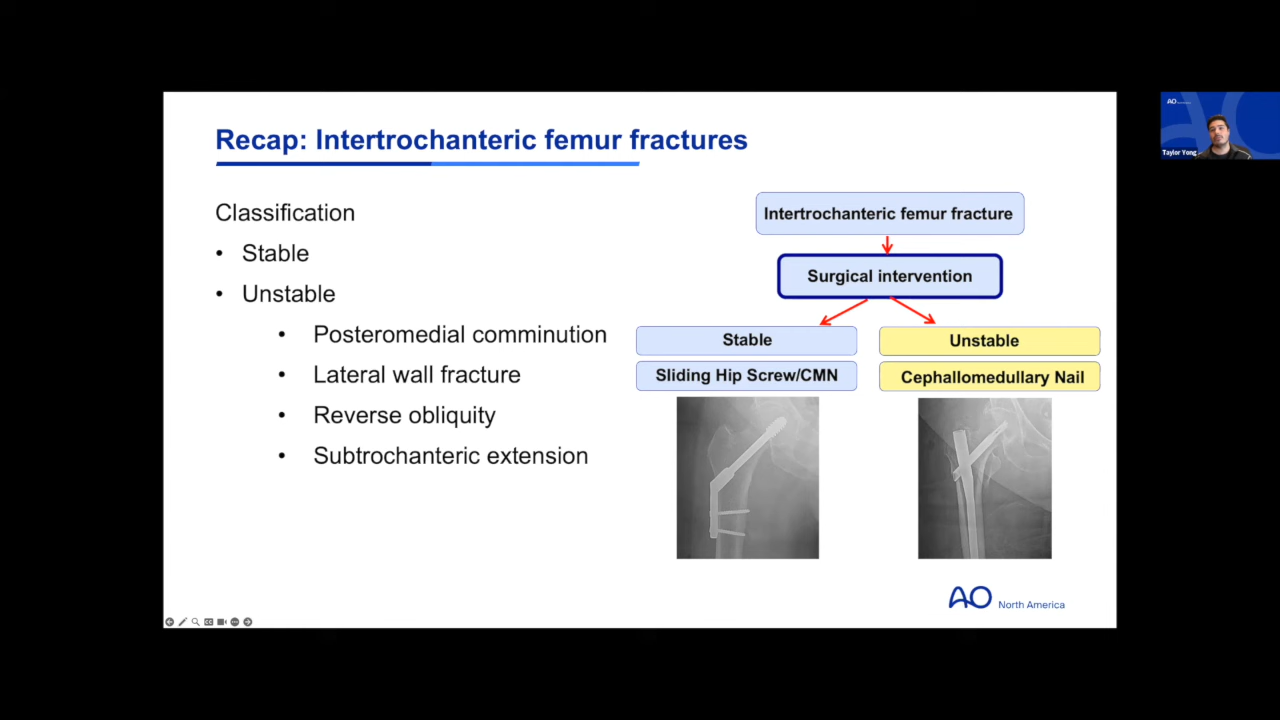 Recap: Intertrochanteric femur fractures
Classification
• Stable
• Unstable
• Posteromedial comminution
• Lateral wall fracture
• Reverse obliquity
• Subtrochanteric extension
Intertrochanteric femur fracture
Surgical intervention
Stable
Sliding Hip Screw/CMN
Unstable
Cephallomedullary Nail
AO North America
AO
Taylor Yong